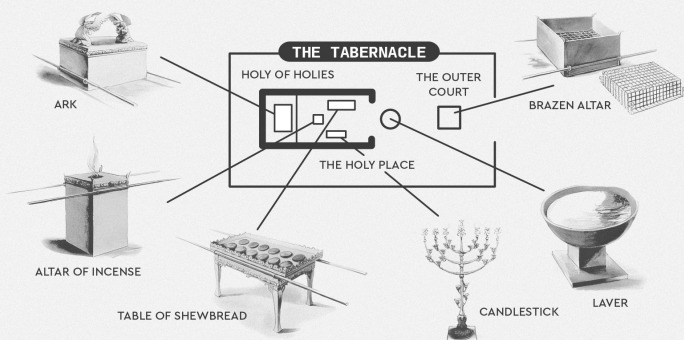 THE TABERNACLE
HOLY OF HOLIES
THE OUTER
COURT
ARK
BRAZEN ALTAR
THE HOLY PLACE
ALTAR OF INCENSE
TABLE OF SHEWBREAD
CANDLESTICK
LAVER